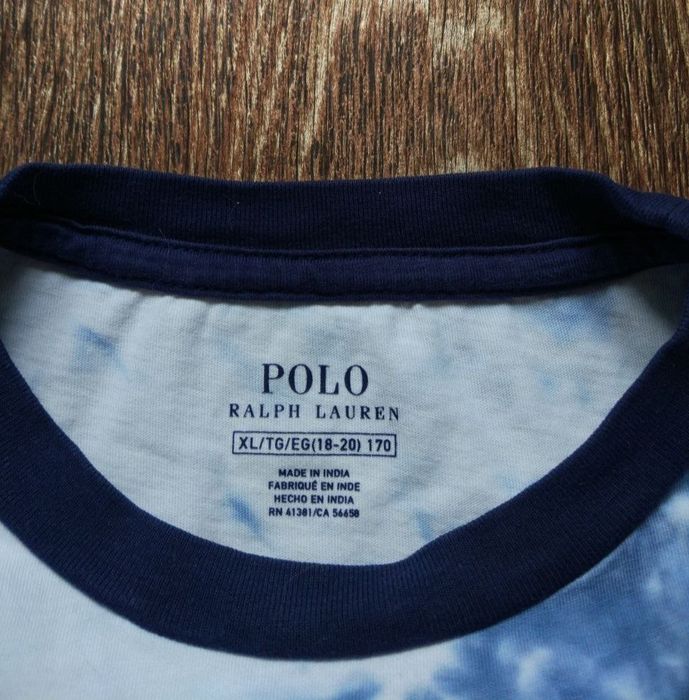 POLO
RALPH LAUREN
XL/TG/EG(18-20) 170
MADE IN INDIA
FABRIQUÉ EN INDE
HECHO EN INDIA
RN 41381/CA 56658